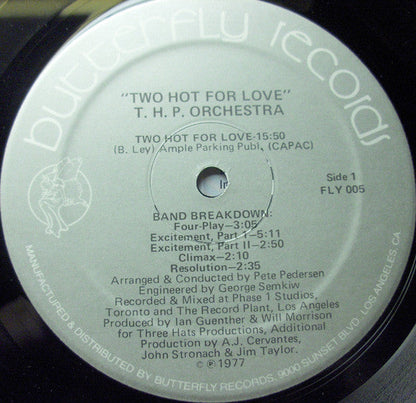 butterfly records
"TWO HOT FOR LOVE"
T. H. P. ORCHESTRA
TWO HOT FOR LOVE-15:50
(B. Ley) Ample Parking Publ. (CAPAC)
Side 1
FLY 005
BAND BREAKDOWN:
Four-Play-3:05
Excitement, Part I-5:11
Excitement, Part II-2:50
Climax-2:10
Resolution-2:35
Arranged & Conducted by Pete Pedersen
Engineered by George Semkiw
Recorded & Mixed at Phase 1 Studios,
Toronto and The Record Plant, Los Angeles
Produced by Ian Guenther & Will Morrison
for Three Hats Productions, Additional
Production by A.J. Cervantes,
John Stronach & Jim Taylor.
© ℗ 1977
MANUFACTURED & DISTRIBUTED BY BUTTERFLY RECORDS, 9000 SUNSET BLVD. LOS ANGELES, CA